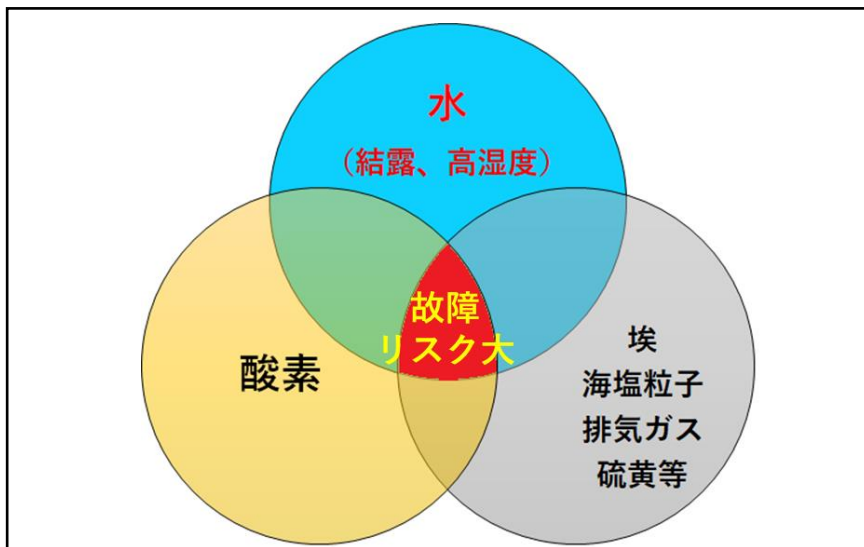 水
（結露、高湿度）
故障
リスク大
酸素
埃
海塩粒子
排気ガス
硫黄等